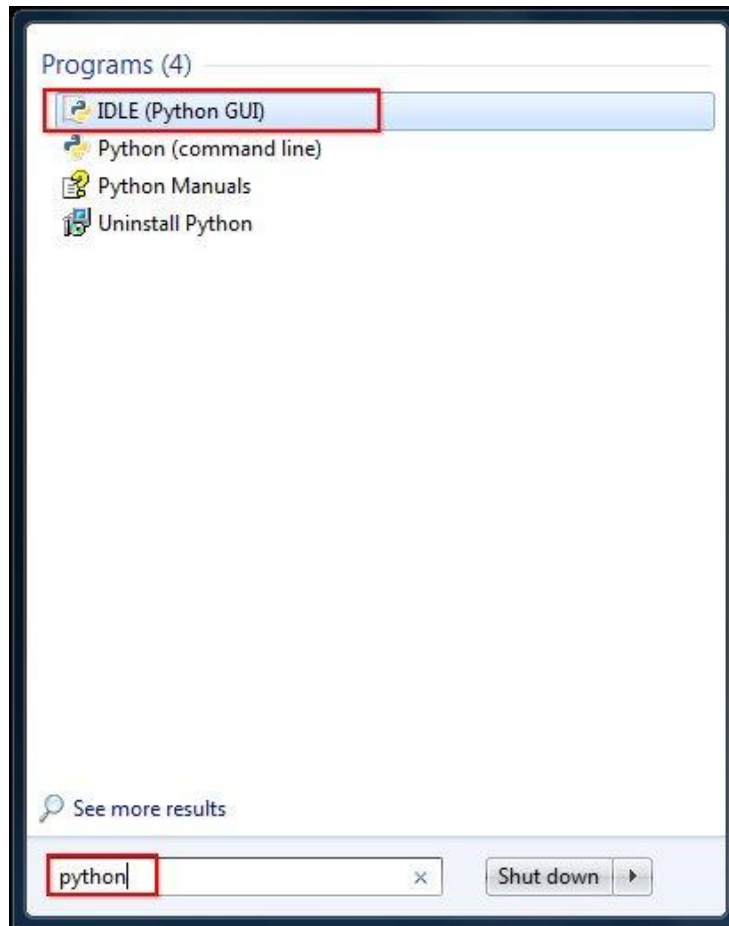 Programs (4)
IDLE (Python GUI)
Python (command line)
Python Manuals
Uninstall Python
See more results
python
Shut down